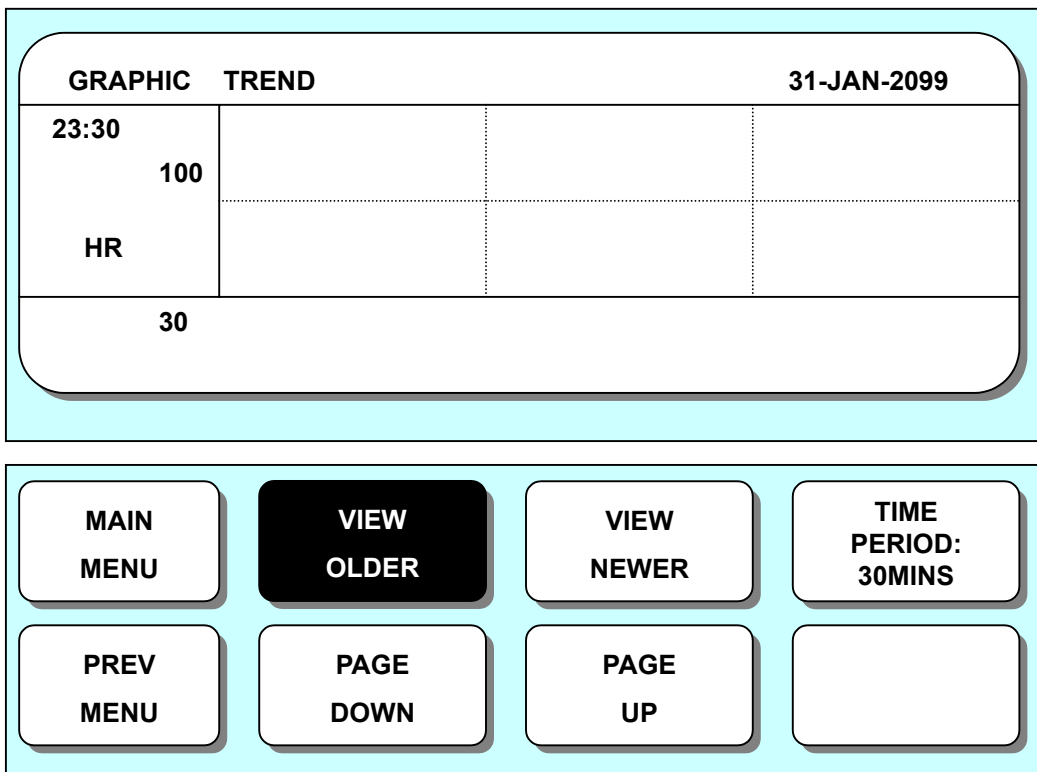 GRAPHIC TREND 31-JAN-2099
23:30
100
HR
30
MAIN
MENU
VIEW
OLDER
VIEW
NEWER
TIME
PERIOD:
30MINS
PREV
MENU
PAGE
DOWN
PAGE
UP